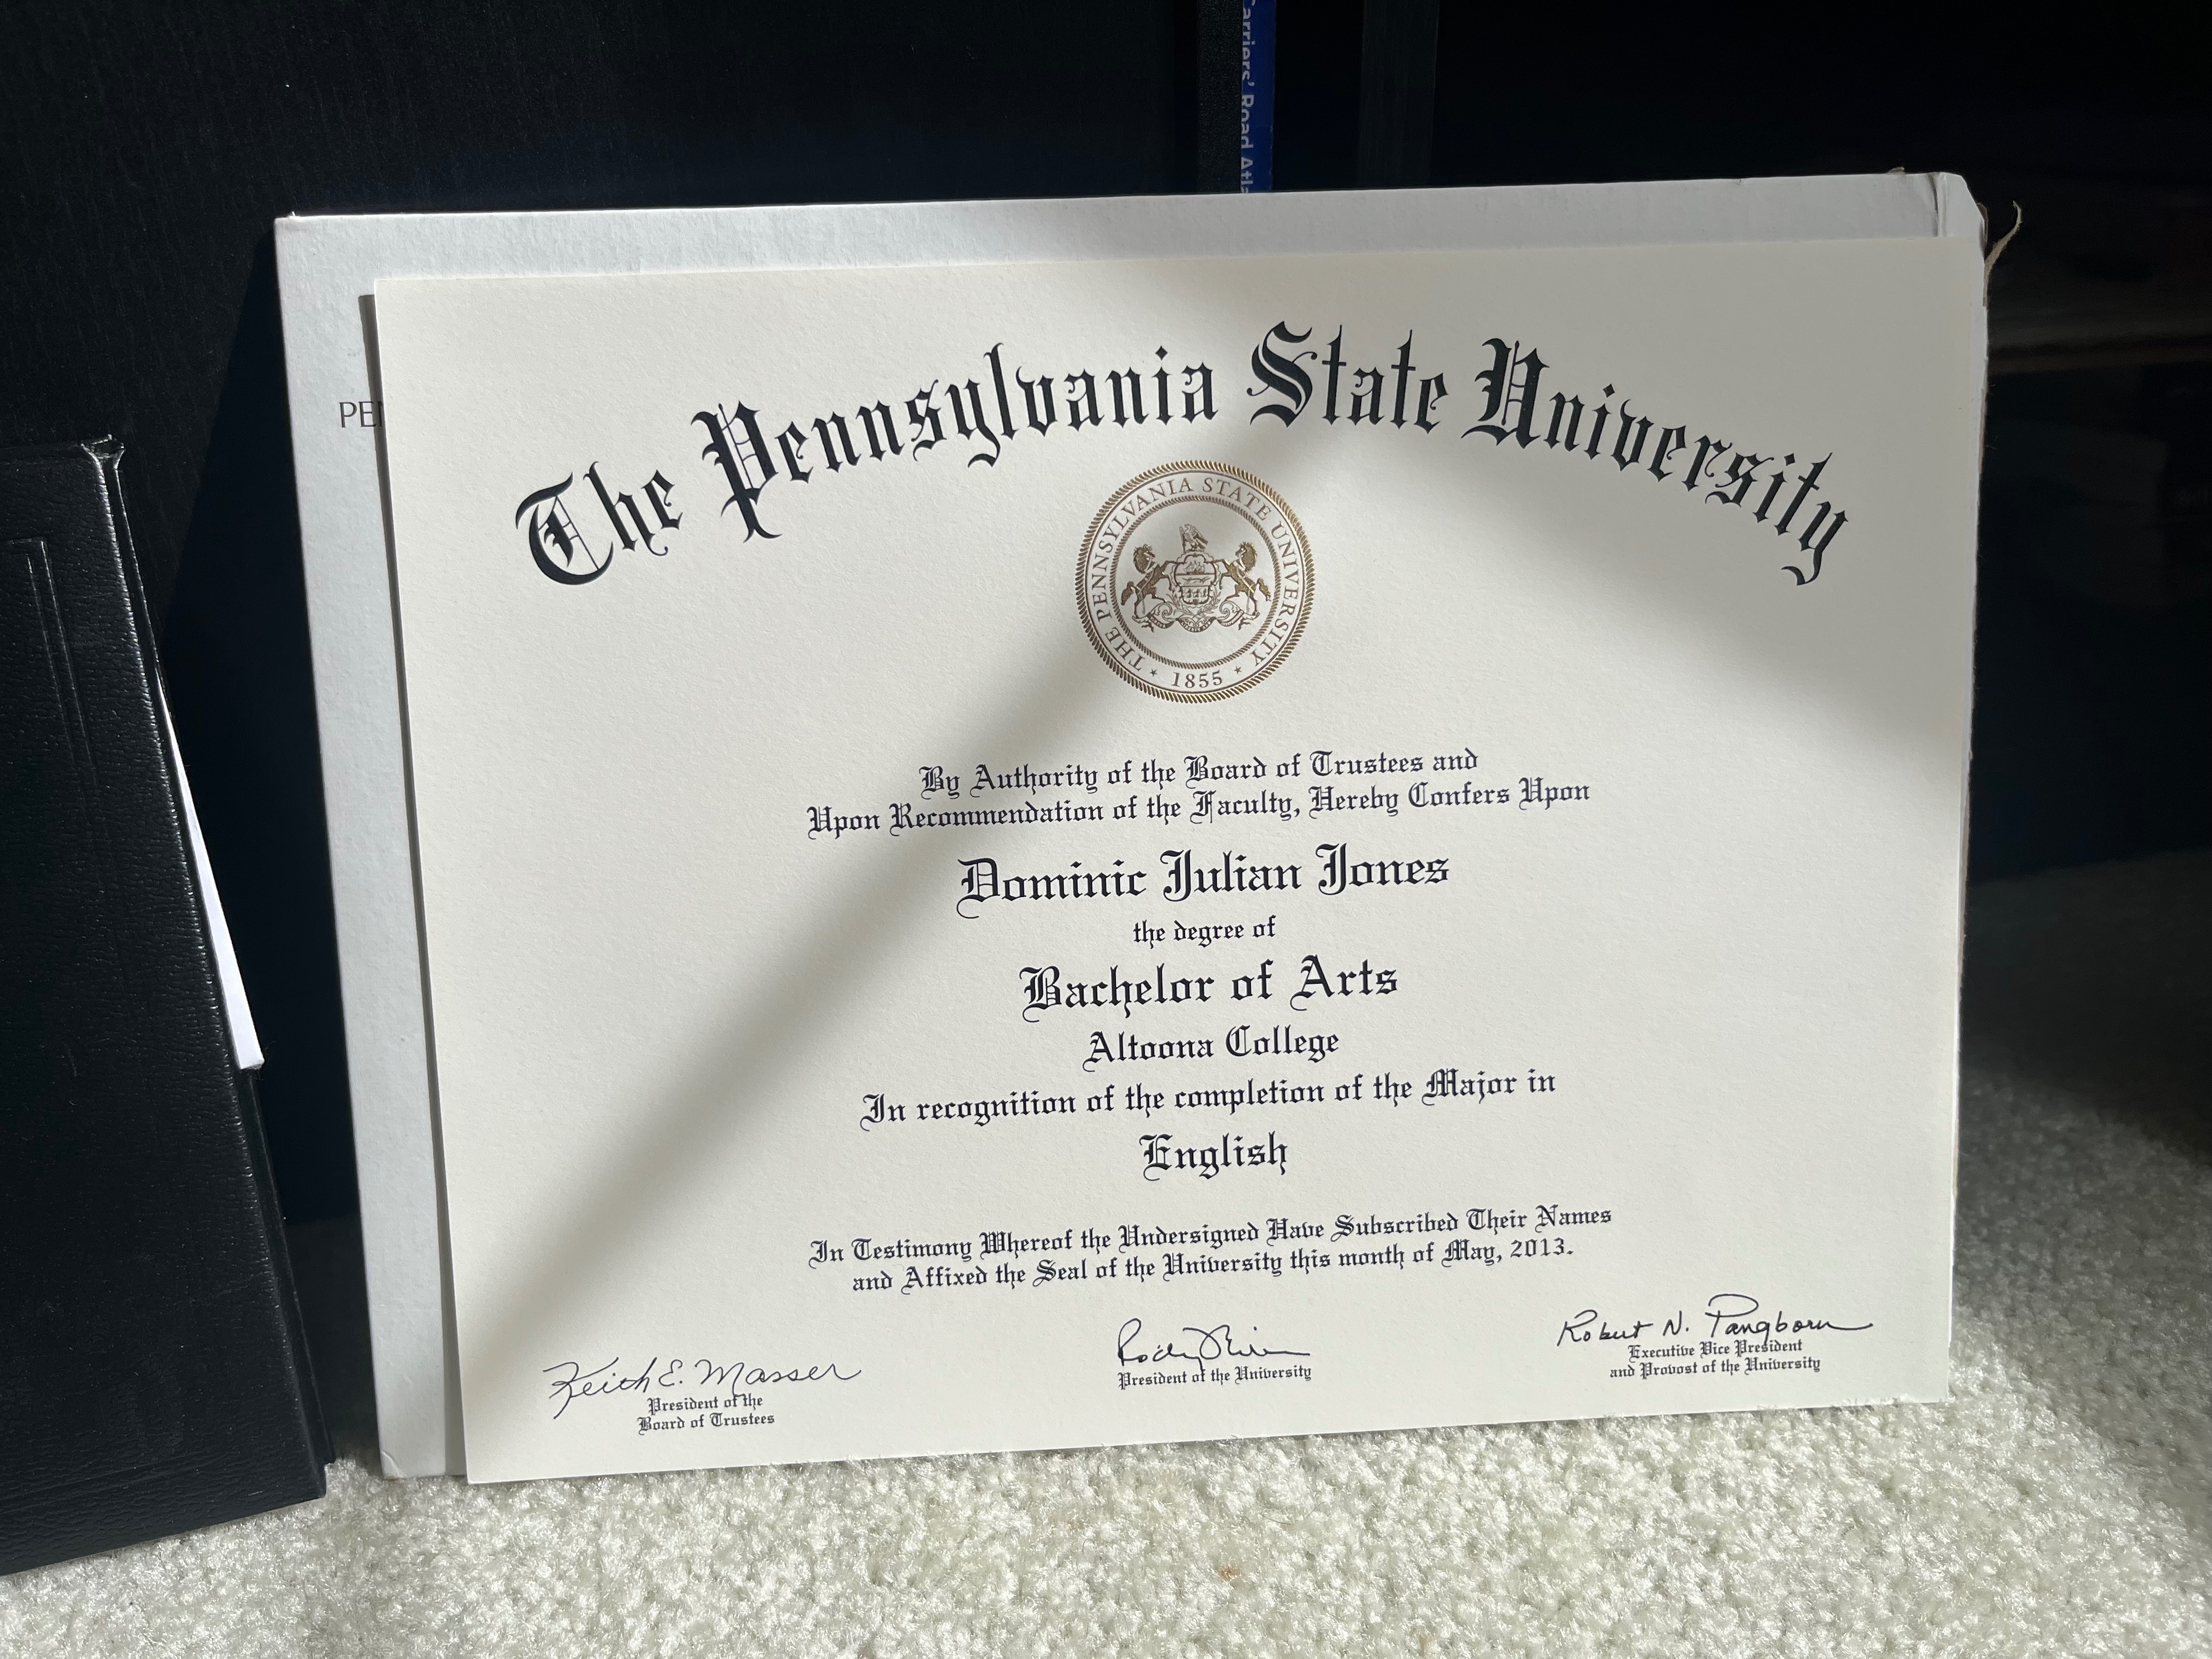 Carriers' Road Atla
PEN
The Pennsylvania State University
THE PENNSYLVANIA STATE UNIVERSITY
★ 1855 ★
By Authority of the Board of Trustees and
Upon Recommendation of the Faculty, Hereby Confers Upon
Dominic Julian Jones
the degree of
Bachelor of Arts
Altoona College
In recognition of the completion of the Major in
English
In Testimony Whereof the Undersigned Have Subscribed Their Names
and Affixed the Seal of the University this month of May, 2013.
Keith E. Masser
President of the
Board of Trustees
President of the University
Robert N. Pangborn
Executive Vice President
and Provost of the University